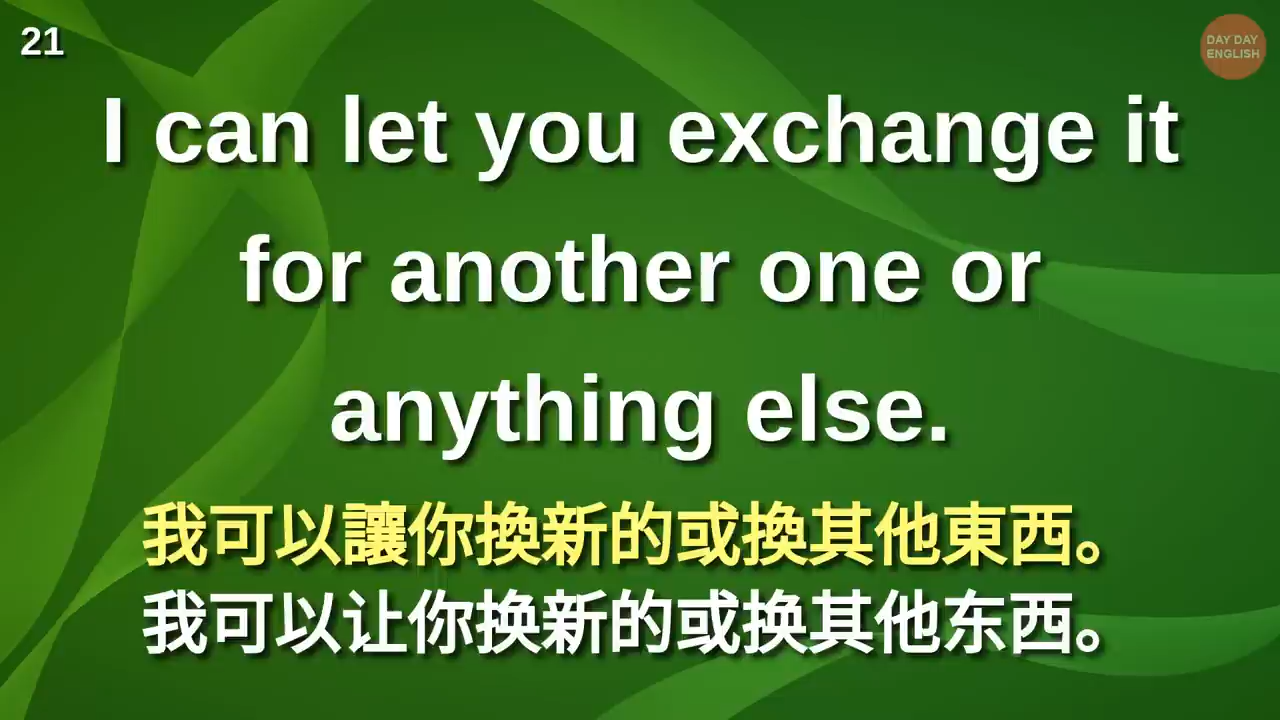 21
DAY DAY
ENGLISH
I can let you exchange it
for another one or
anything else.
我可以讓你換新的或換其他東西。
我可以让你换新的或换其他东西。